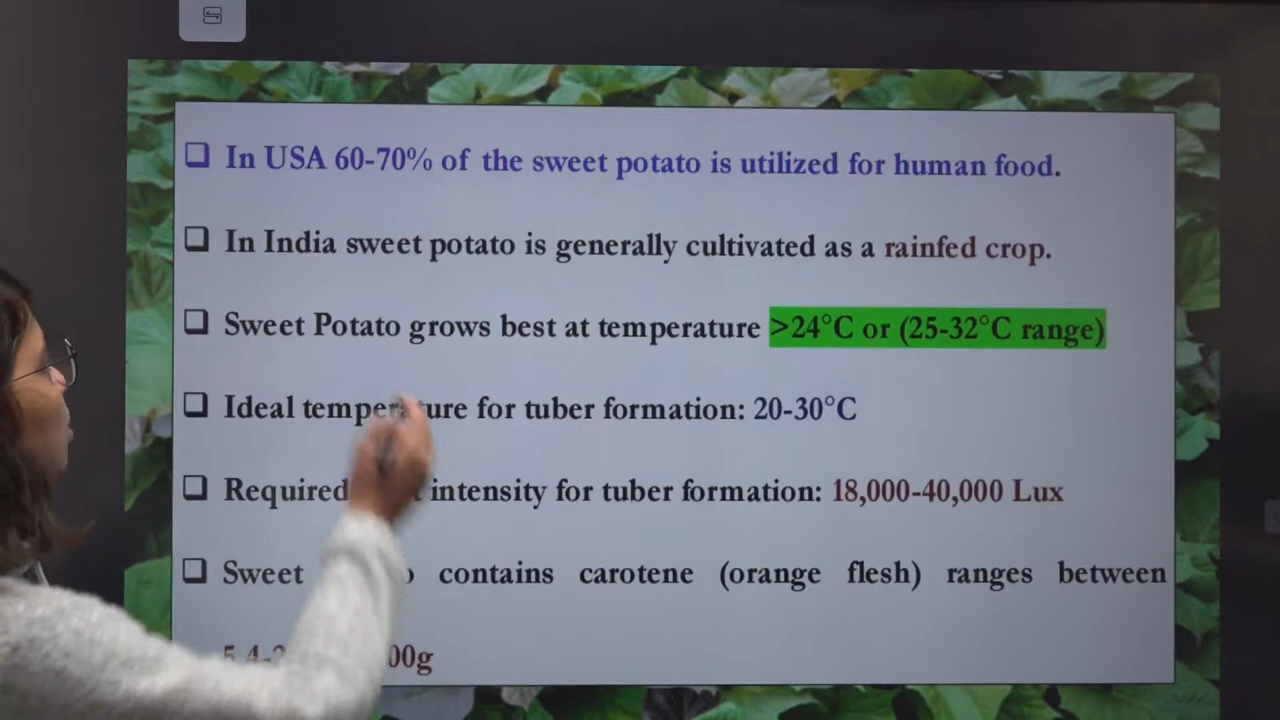 In USA 60-70% of the sweet potato is utilized for human food.
In India sweet potato is generally cultivated as a rainfed crop.
Sweet Potato grows best at temperature >24°C or (25-32°C range)
Ideal temperature for tuber formation: 20-30°C
Required intensity for tuber formation: 18,000-40,000 Lux
Sweet contains carotene (orange flesh) ranges between